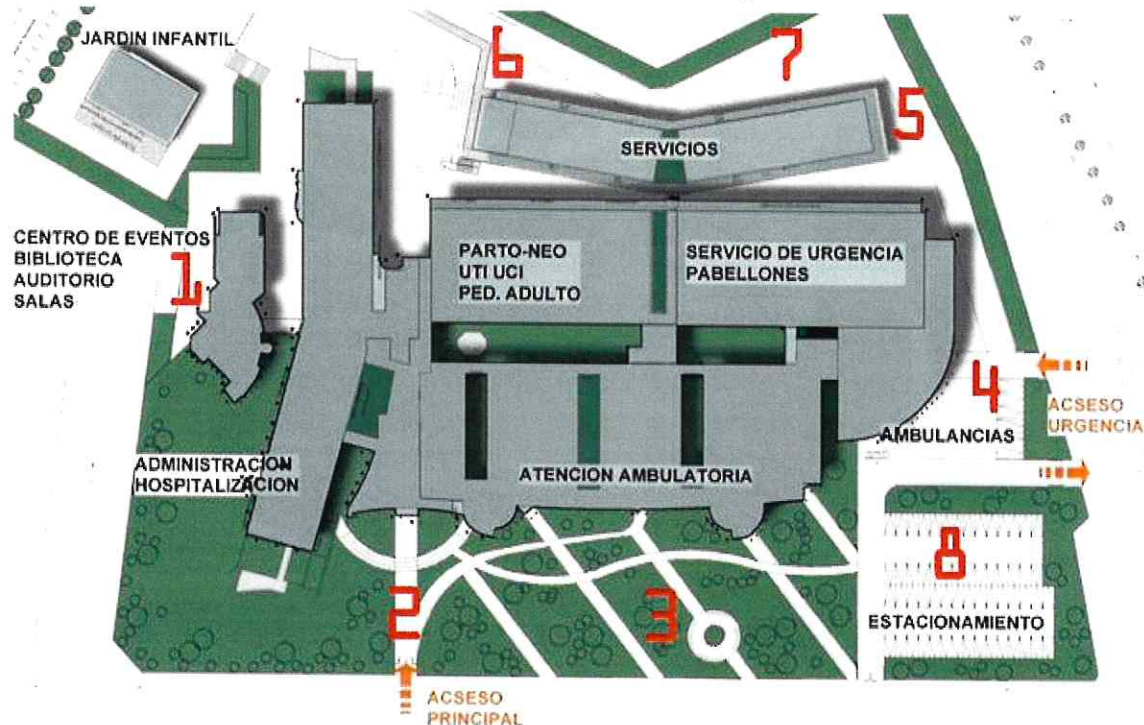 JARDIN INFANTIL
6
7
5
SERVICIOS
CENTRO DE EVENTOS
BIBLIOTECA
AUDITORIO
SALAS
1
PARTO-NEO
UTI UCI
PED. ADULTO
SERVICIO DE URGENCIA
PABELLONES
4
ACSESO
URGENCIA
AMBULANCIAS
ADMINISTRACION
HOSPITALIZACION
ATENCION AMBULATORIA
8
2
3
ESTACIONAMIENTO
ACSESO
PRINCIPAL